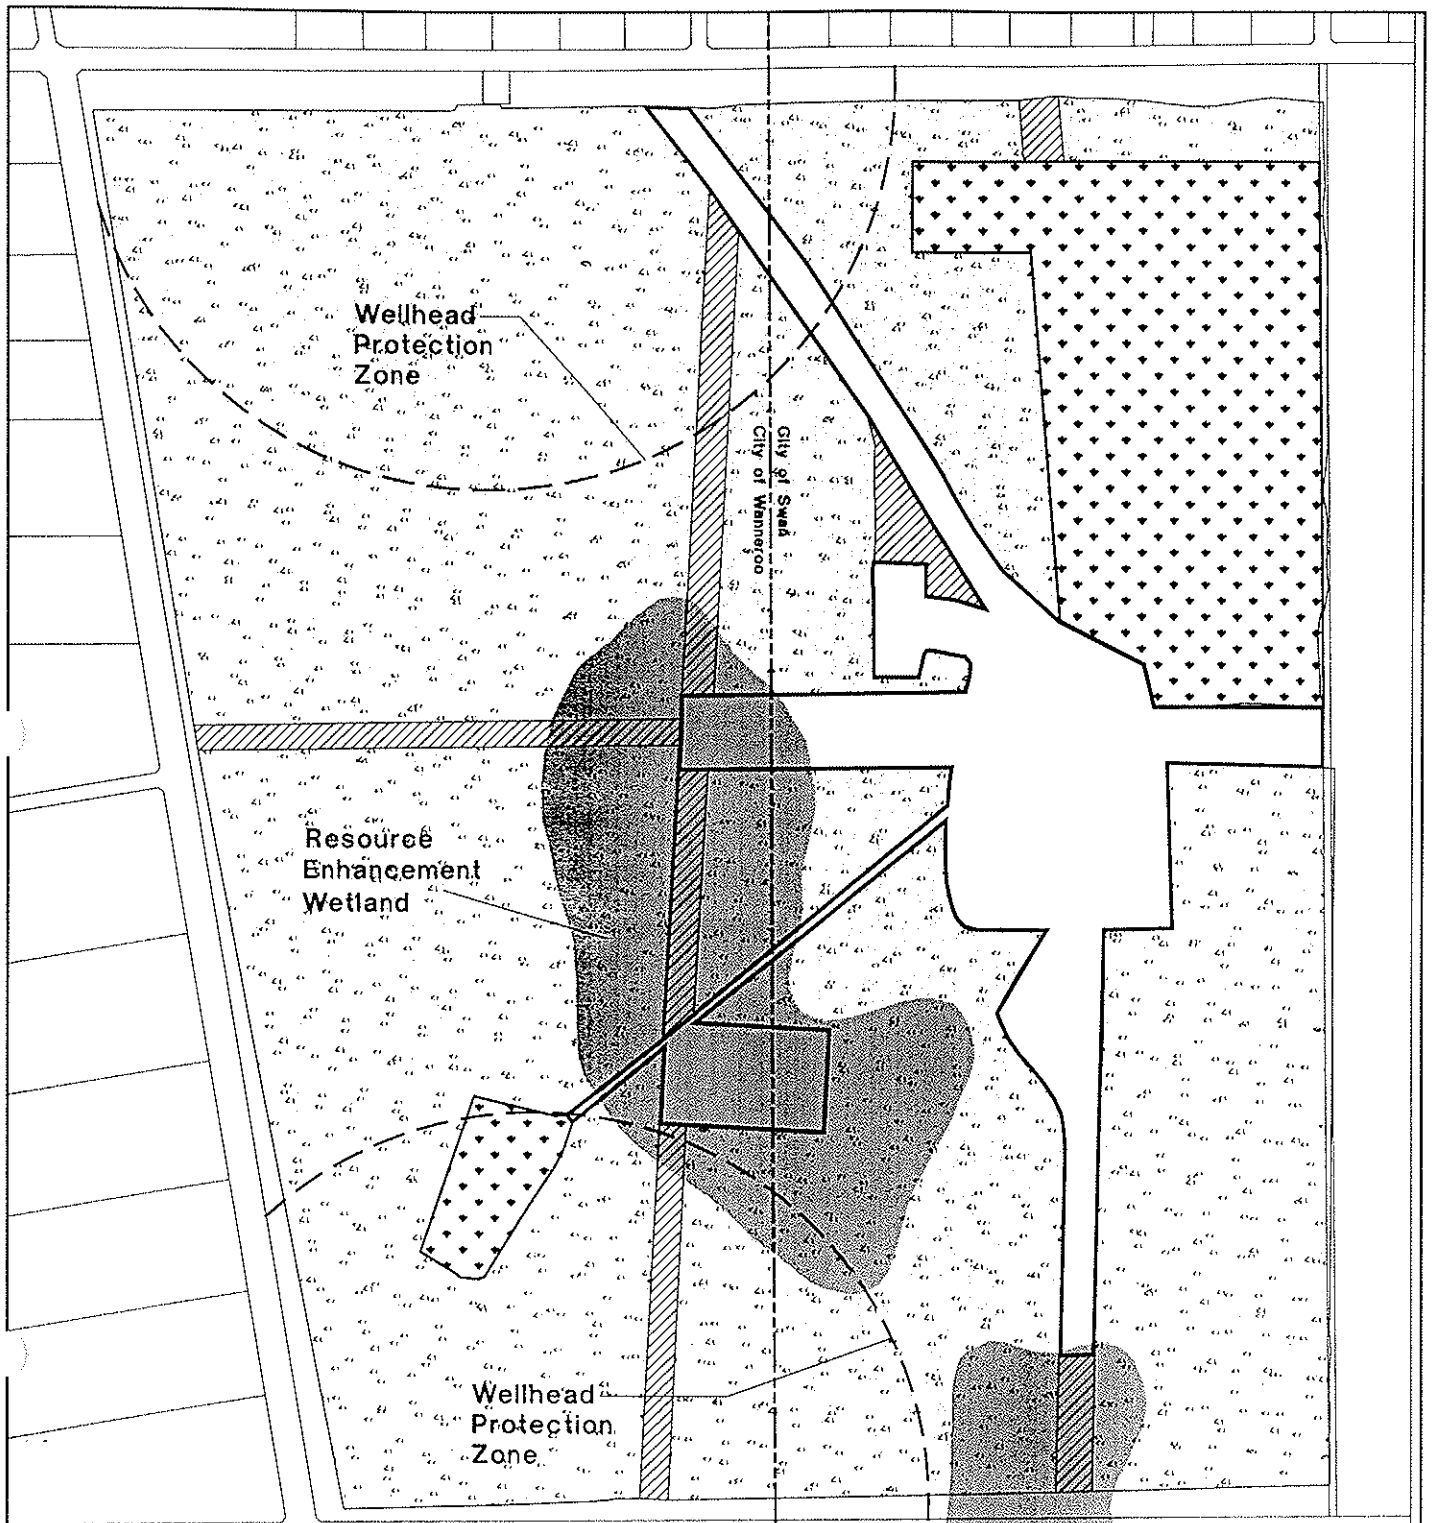 Wellhead
Protection
Zone
City of Swan
City of Wanneroo
Resource
Enhancement
Wetland
Wellhead
Protection
Zone